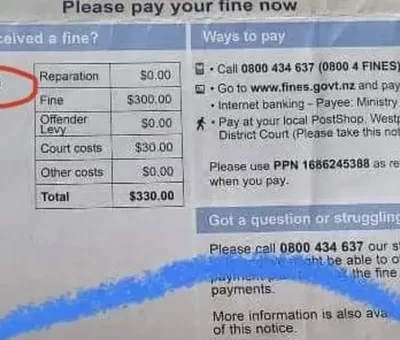 Please pay your fine now
ceived a fine?
Reparation $0.00
Fine $300.00
Offender
Levy $0.00
Court costs $30.00
Other costs $0.00
Total $330.00
Ways to pay
• Call 0800 434 637 (0800 4 FINES)
• Go to www.fines.govt.nz and pay
• Internet banking – Payee: Ministry
• Pay at your local PostShop, Westp
District Court (Please take this not
Please use PPN 1686245388 as re
when you pay.
Got a question or struggling
Please call 0800 434 637 our s
be able to o
the fine
payments.
More information is also ava
of this notice.